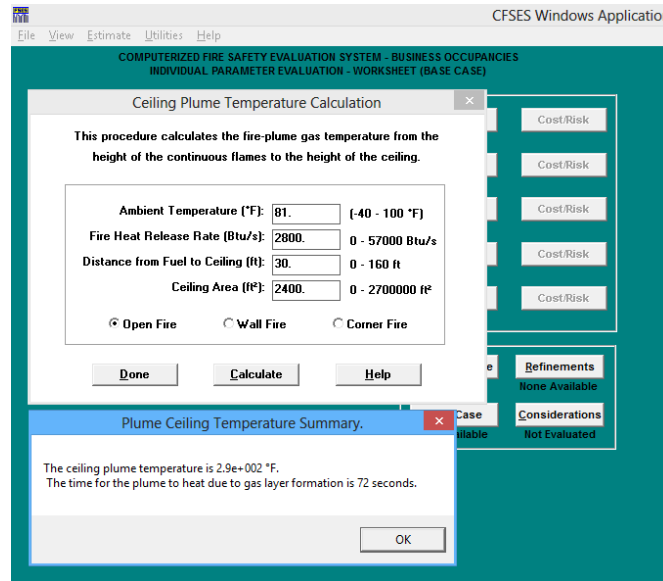 CFSES Windows Applicatio
File View Estimate Utilities Help
COMPUTERIZED FIRE SAFETY EVALUATION SYSTEM - BUSINESS OCCUPANCIES
INDIVIDUAL PARAMETER EVALUATION - WORKSHEET (BASE CASE)
Ceiling Plume Temperature Calculation
This procedure calculates the fire-plume gas temperature from the
height of the continuous flames to the height of the ceiling.
Ambient Temperature (°F): 81. (-40 - 100 °F)
Fire Heat Release Rate (Btu/s): 2800. 0 - 57000 Btu/s
Distance from Fuel to Ceiling (ft): 30. 0 - 160 ft
Ceiling Area (ft²): 2400. 0 - 2700000 ft²
Open Fire Wall Fire Corner Fire
Done Calculate Help
Cost/Risk
Cost/Risk
Cost/Risk
Cost/Risk
Cost/Risk
e Refinements
None Available
Case Considerations
ilable Not Evaluated
Plume Ceiling Temperature Summary.
The ceiling plume temperature is 2.9e+002 °F.
The time for the plume to heat due to gas layer formation is 72 seconds.
OK